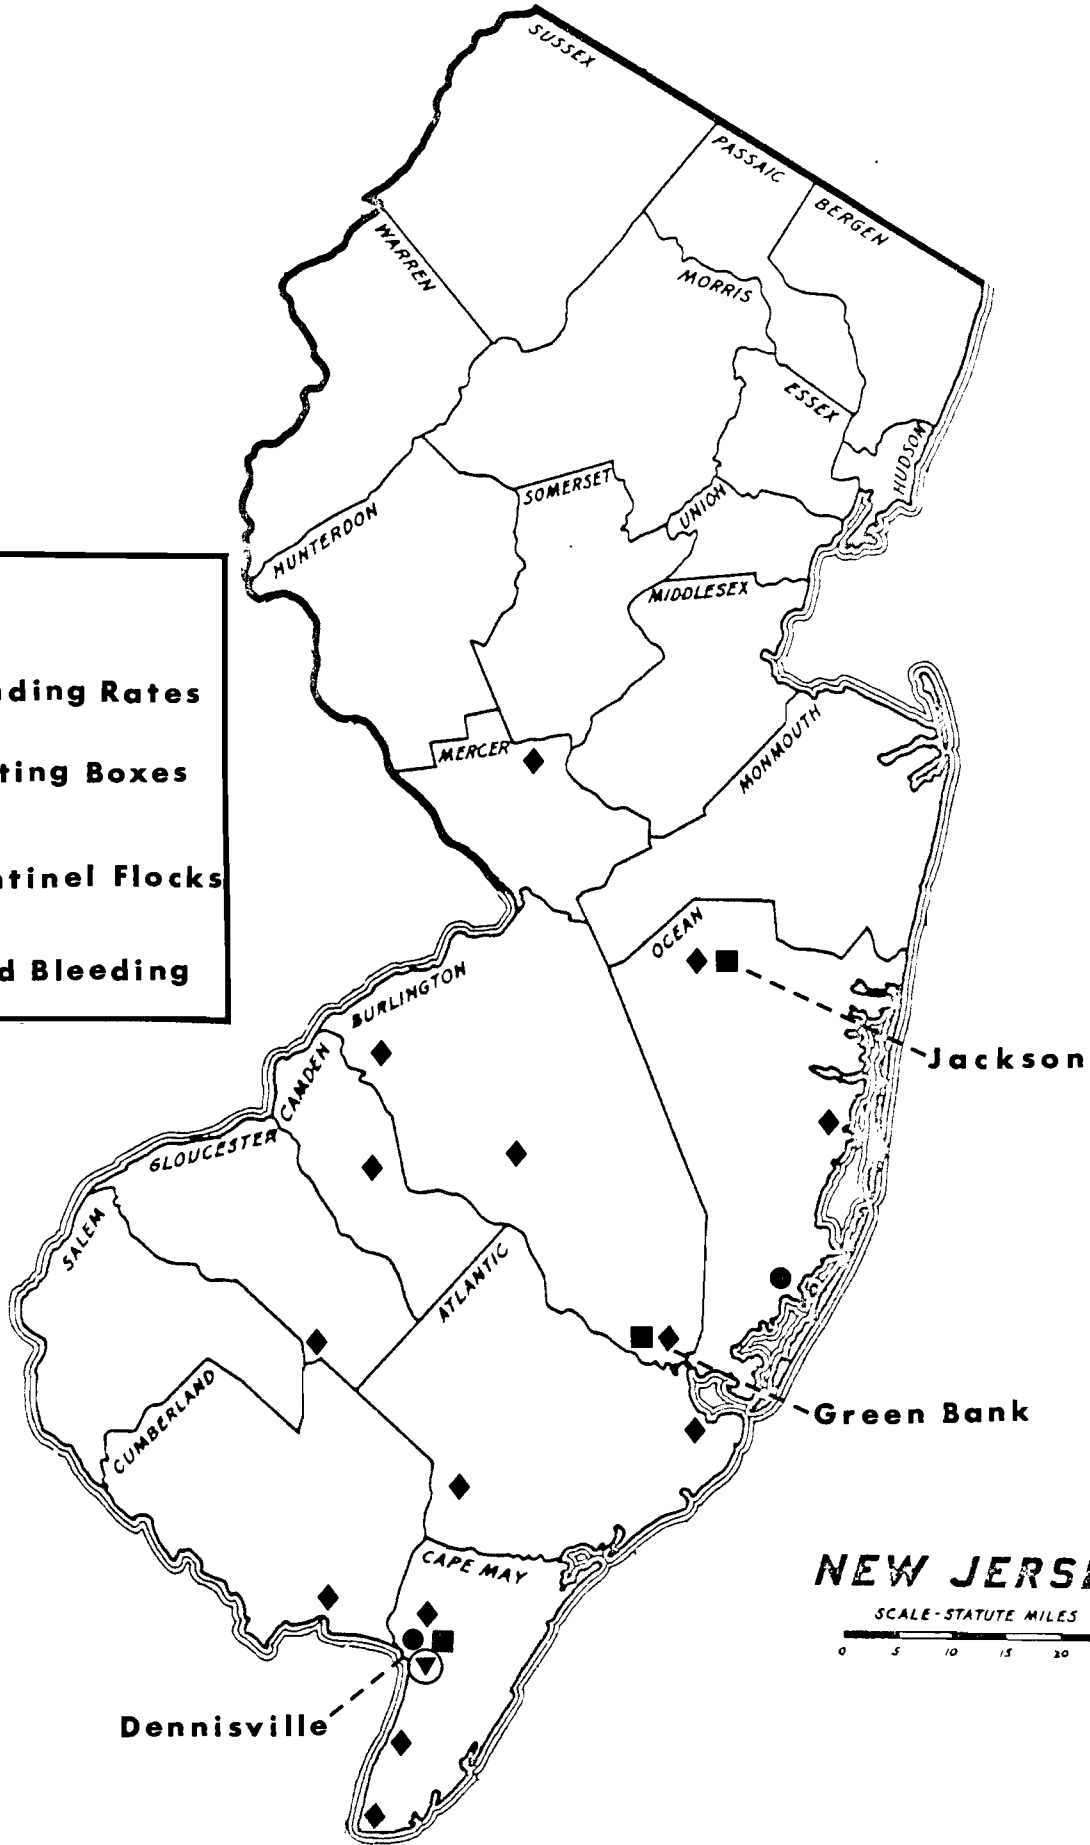 SUSSEX
PASSAIC
BERGEN
WARREN
MORRIS
ESSEX
HUDSON
SOMERSET
UNION
HUNTERDON
MIDDLESEX
ding Rates
ting Boxes
ntinel Flocks
d Bleeding
MERCER
MONMOUTH
OCEAN
BURLINGTON
Jackson
CAMDEN
GLOUCESTER
SALEM
ATLANTIC
CUMBERLAND
Green Bank
CAPE MAY
NEW JERSE
SCALE-STATUTE MILES
0 5 10 15 20
Dennisville